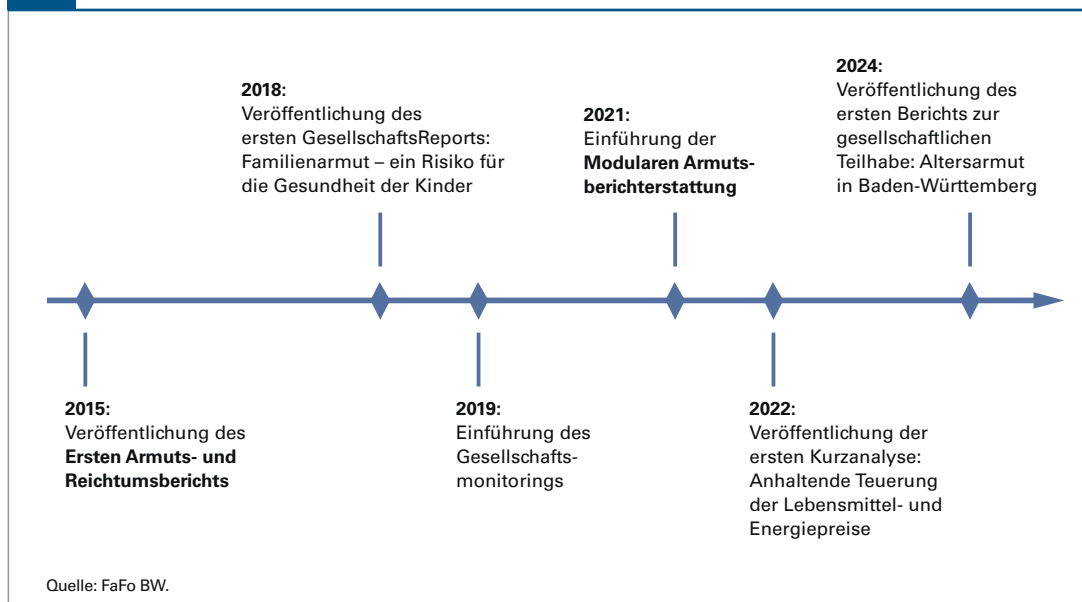 2018:
Veröffentlichung des
ersten GesellschaftsReports:
Familienarmut – ein Risiko für
die Gesundheit der Kinder
2021:
Einführung der
Modularen Armuts-
berichterstattung
2024:
Veröffentlichung des
ersten Berichts zur
gesellschaftlichen
Teilhabe: Altersarmut
in Baden-Württemberg
2015:
Veröffentlichung des
Ersten Armuts- und
Reichtumsberichts
2019:
Einführung des
Gesellschafts-
monitorings
2022:
Veröffentlichung der
ersten Kurzanalyse:
Anhaltende Teuerung
der Lebensmittel- und
Energiepreise
Quelle: FaFo BW.